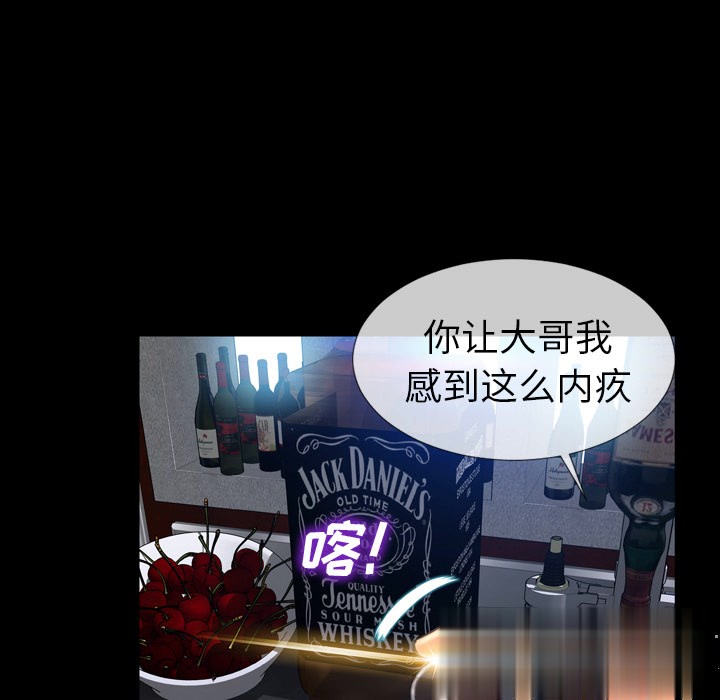 你让大哥我
感到这么内疚
JAMES
JACK DANIEL'S
OLD TIME
喀!
QUALITY
Tennessee
SOUR MASH
WHISKEY